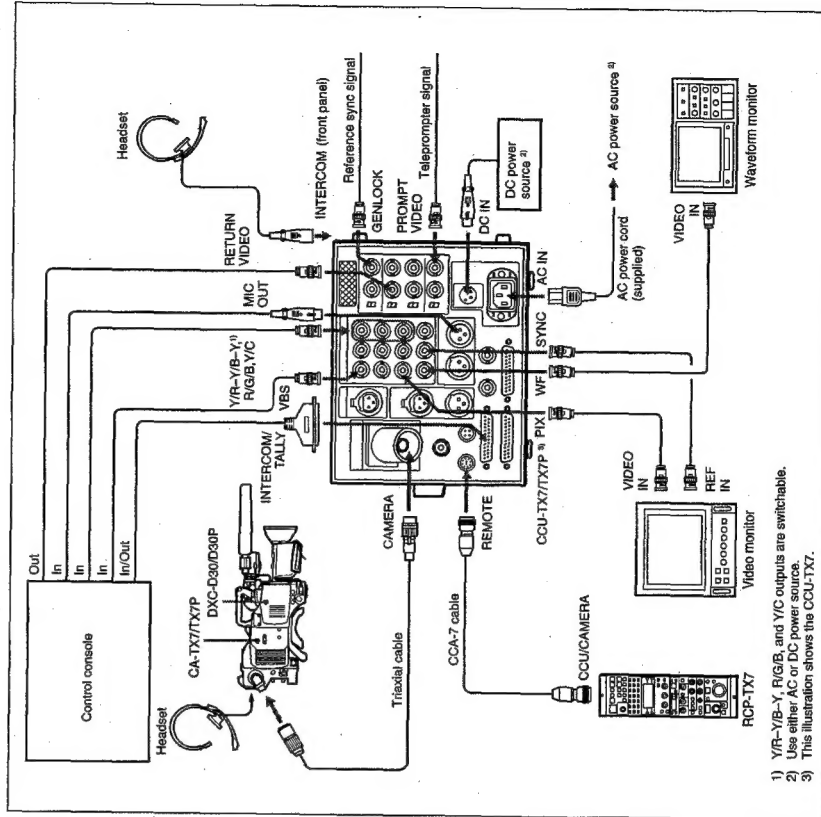 Out
In
In
In
In/Out
Control console
CA-TX7/TX7P
DXC-D30/D30P
Headset
Triaxial cable
INTERCOM/
TALLY
VBS
Y/R–Y/B–Y,¹⁾
R/G/B,Y/C
MIC
OUT
RETURN
VIDEO
Headset
INTERCOM (front panel)
Reference sync signal
GENLOCK
PROMPT
VIDEO
Teleprompter signal
DC IN
DC power
source ²⁾
AC IN
AC power cord
(supplied)
AC power source ²⁾
CAMERA
REMOTE
CCU-TX7/TX7P ³⁾
PIX
WF
SYNC
CCA-7 cable
CCU/CAMERA
RCP-TX7
VIDEO
IN
REF
IN
Video monitor
VIDEO
IN
Waveform monitor
1) Y/R–Y/B–Y, R/G/B, and Y/C outputs are switchable.
2) Use either AC or DC power source.
3) This illustration shows the CCU-TX7.